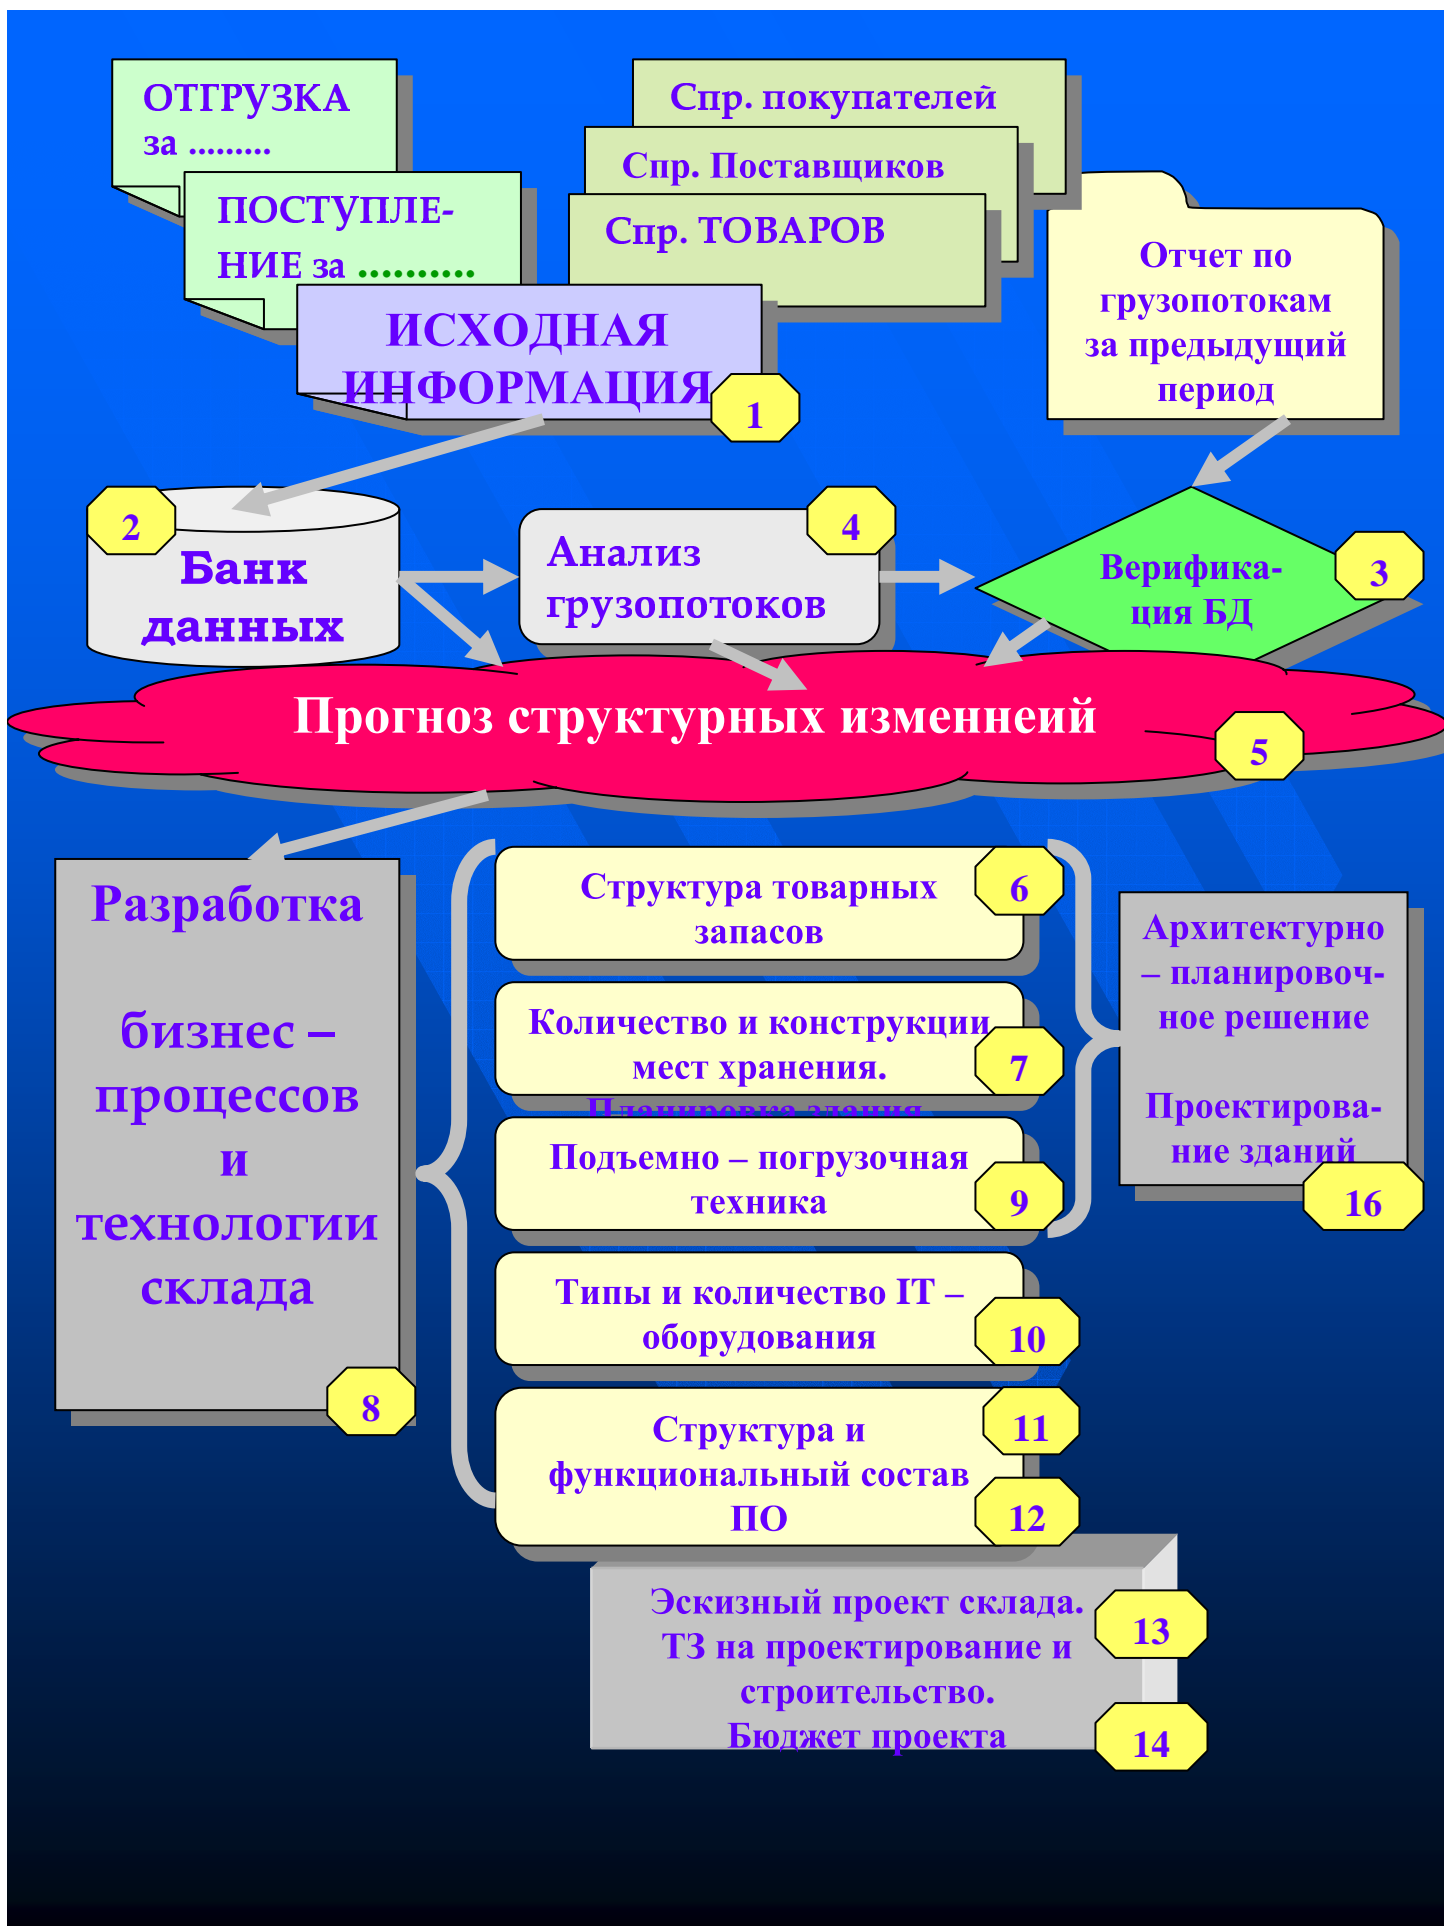 ОТГРУЗКА
за .........
ПОСТУПЛЕ-
НИЕ за ..........
Спр. покупателей
Спр. Поставщиков
Спр. ТОВАРОВ
ИСХОДНАЯ
ИНФОРМАЦИЯ
1
Отчет по
грузопотокам
за предыдущий
период
2
Банк
данных
4
Анализ
грузопотоков
3
Верифика-
ция БД
Прогноз структурных изменнеий
5
Разработка
бизнес –
процессов
и
технологии
склада
8
Структура товарных
запасов
6
Количество и конструкции
мест хранения.
Планировка здания
7
Подъемно – погрузочная
техника
9
Типы и количество IT –
оборудования
10
Структура и
функциональный состав
ПО
11
12
Архитектурно
– планировоч-
ное решение
Проектирова-
ние зданий
16
Эскизный проект склада.
ТЗ на проектирование и
строительство.
Бюджет проекта
13
14